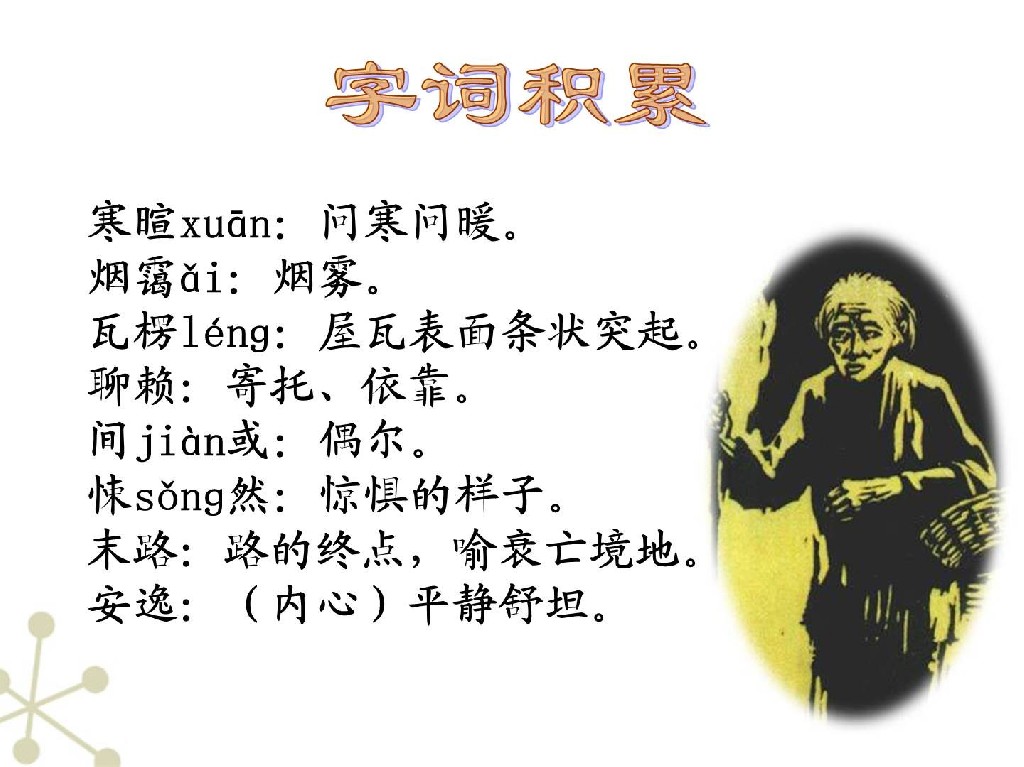 字词积累
寒暄xuān：问寒问暖。
烟霭ǎi：烟雾。
瓦楞léng：屋瓦表面条状突起。
聊赖：寄托、依靠。
间jiàn或：偶尔。
悚sǒng然：惊惧的样子。
末路：路的终点，喻衰亡境地。
安逸：（内心）平静舒坦。